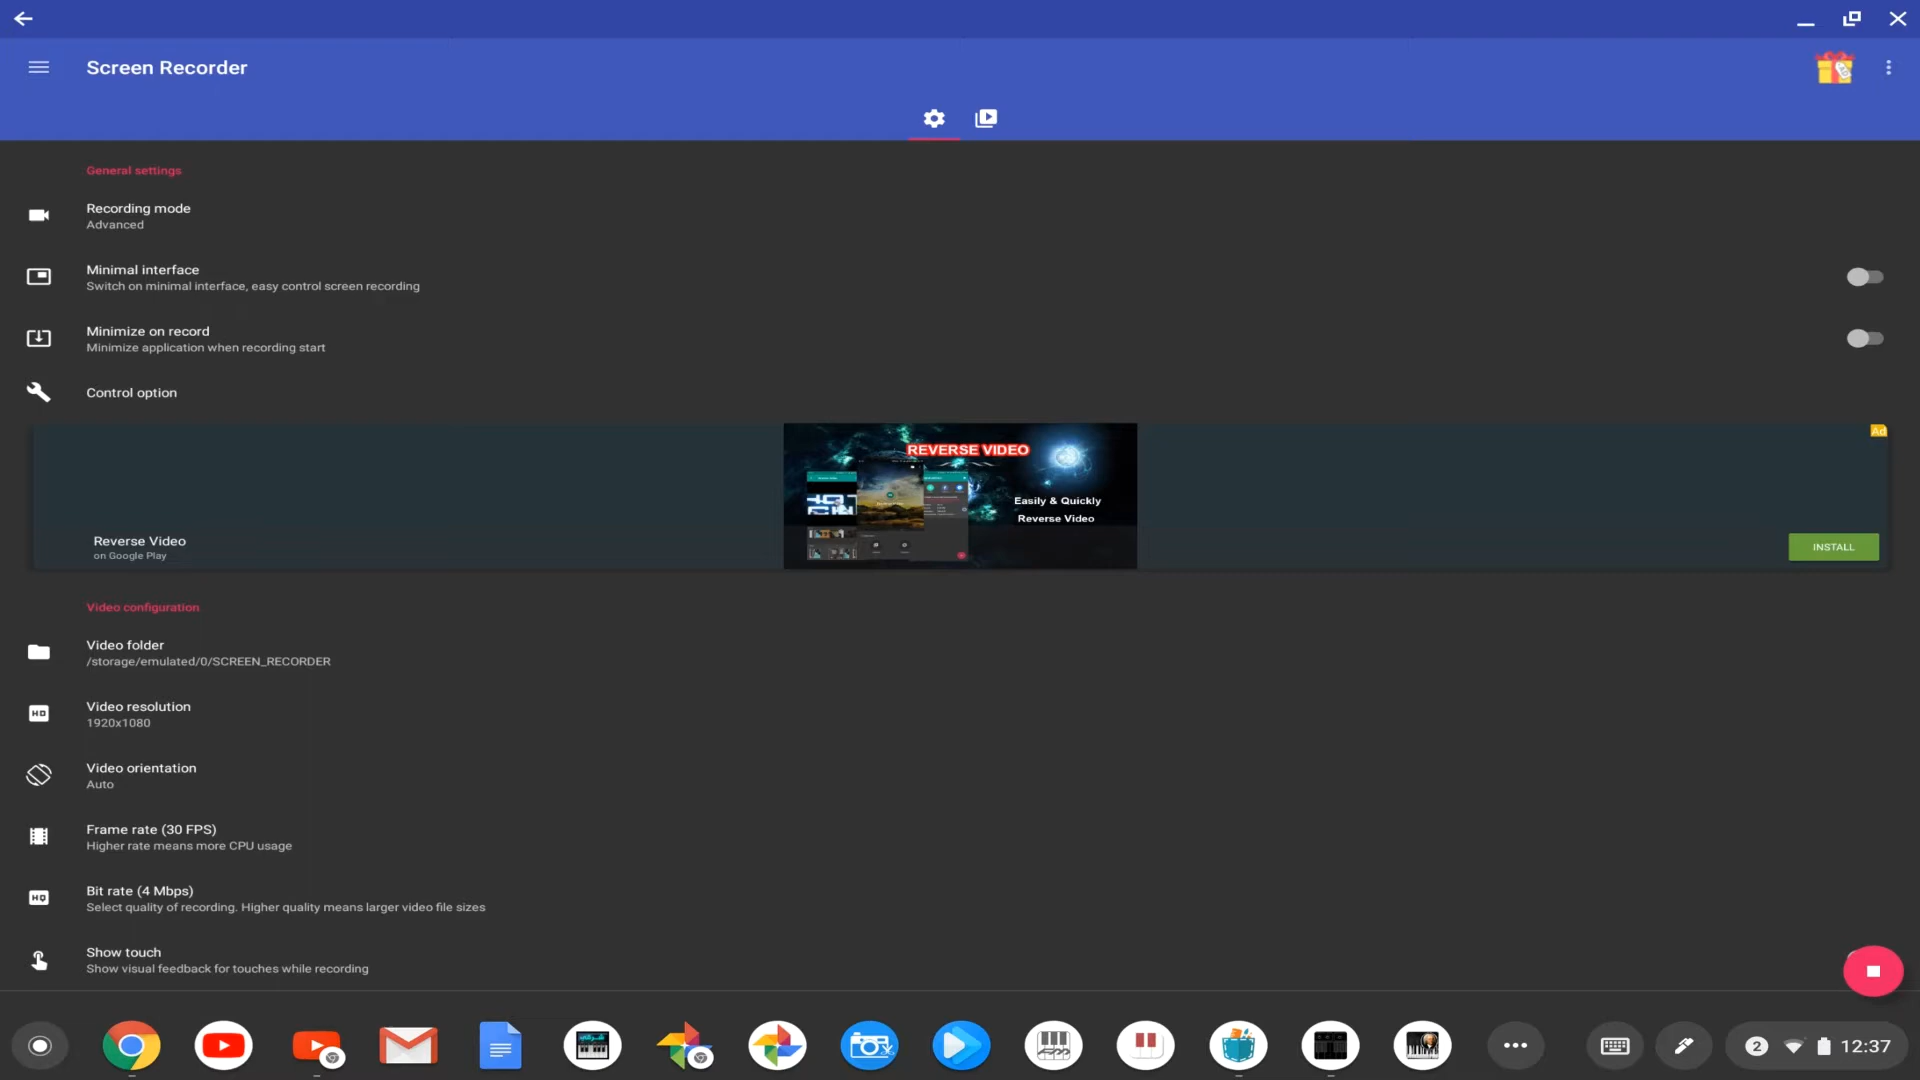 Screen Recorder
General settings
Recording mode
Advanced
Minimal interface
Switch on minimal interface, easy control screen recording
Minimize on record
Minimize application when recording start
Control option
Ad
REVERSE VIDEO
Easily & Quickly
Reverse Video
Reverse Video
on Google Play
INSTALL
Video configuration
Video folder
/storage/emulated/0/SCREEN_RECORDER
HD
Video resolution
1920x1080
Video orientation
Auto
Frame rate (30 FPS)
Higher rate means more CPU usage
HQ
Bit rate (4 Mbps)
Select quality of recording. Higher quality means larger video file sizes
Show touch
Show visual feedback for touches while recording
2
12:37